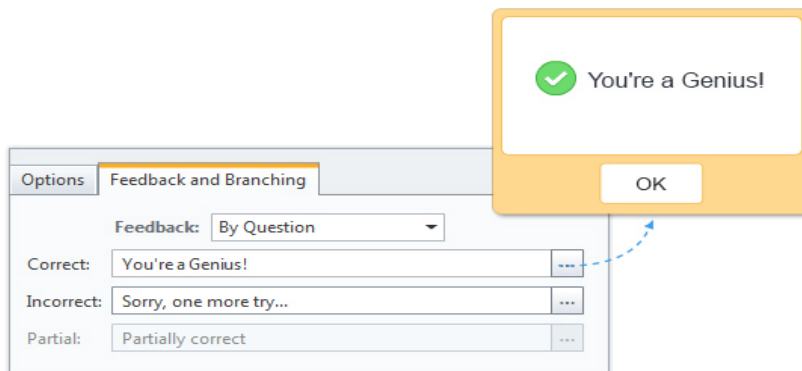 You're a Genius!
OK
Options Feedback and Branching
Feedback: By Question
Correct: You're a Genius! ...
Incorrect: Sorry, one more try... ...
Partial: Partially correct ...